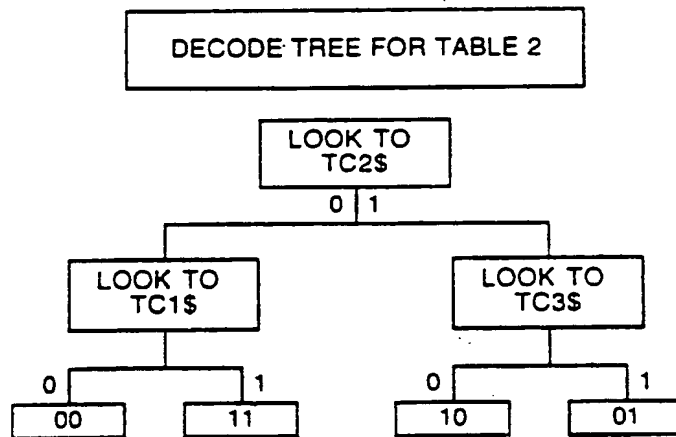 DECODE TREE FOR TABLE 2
LOOK TO
TC2$
0 1
LOOK TO
TC1$
LOOK TO
TC3$
0 1 0 1
00 11 10 01